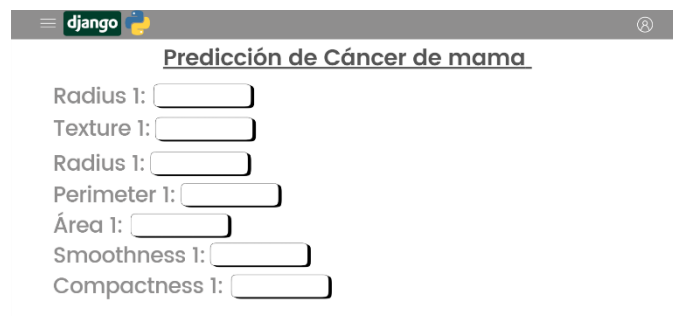 django
Predicción de Cáncer de mama
Radius 1:
Texture 1:
Radius 1:
Perimeter 1:
Área 1:
Smoothness 1:
Compactness 1: